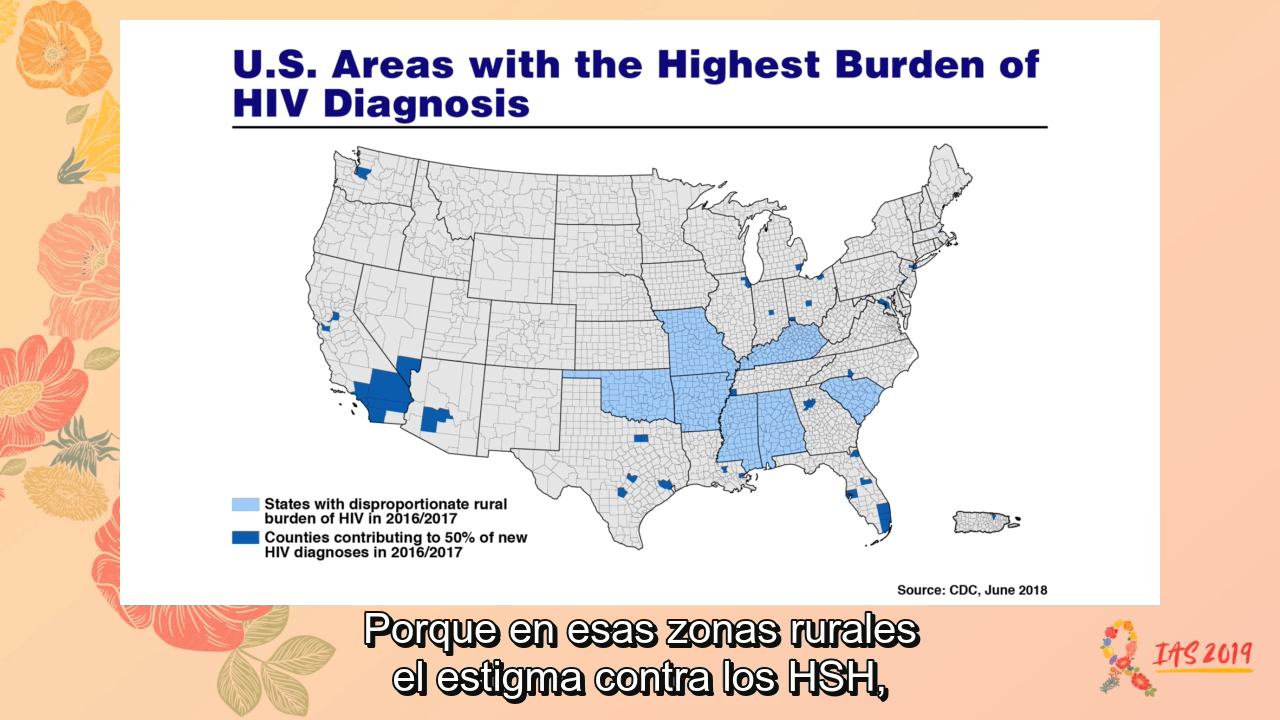 U.S. Areas with the Highest Burden of
HIV Diagnosis
States with disproportionate rural
burden of HIV in 2016/2017
Counties contributing to 50% of new
HIV diagnoses in 2016/2017
Source: CDC, June 2018
Porque en esas zonas rurales
el estigma contra los HSH,
IAS 2019